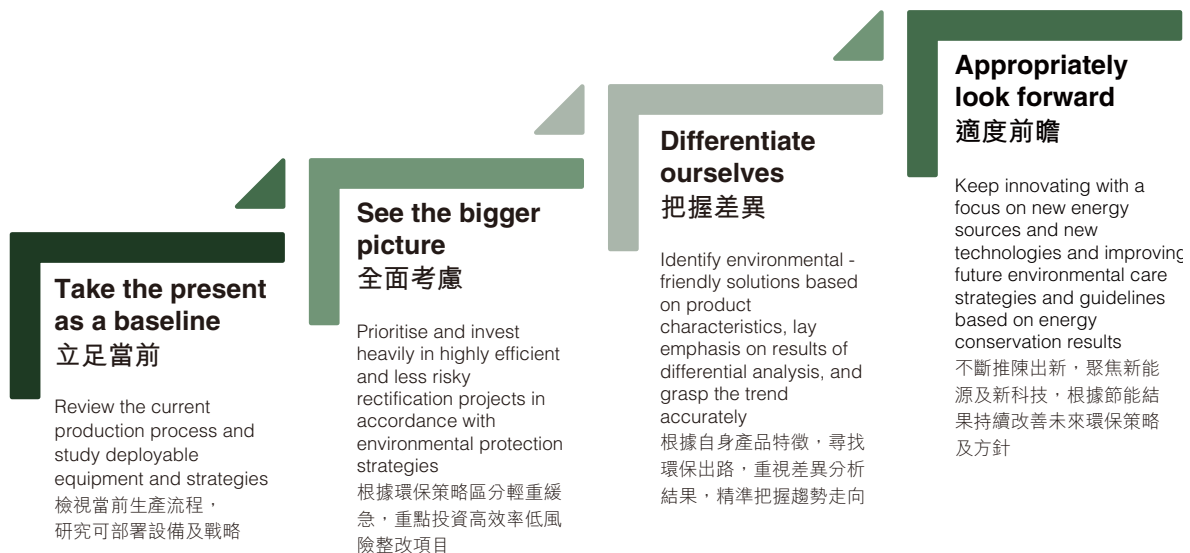 Take the present
as a baseline
立足當前
Review the current
production process and
study deployable
equipment and strategies
檢視當前生產流程，
研究可部署設備及戰略
See the bigger
picture
全面考慮
Prioritise and invest
heavily in highly efficient
and less risky
rectification projects in
accordance with
environmental protection
strategies
根據環保策略區分輕重緩
急，重點投資高效率低風
險整改項目
Differentiate
ourselves
把握差異
Identify environmental -
friendly solutions based
on product
characteristics, lay
emphasis on results of
differential analysis, and
grasp the trend
accurately
根據自身產品特徵，尋找
環保出路，重視差異分析
結果，精準把握趨勢走向
Appropriately
look forward
適度前瞻
Keep innovating with a
focus on new energy
sources and new
technologies and improving
future environmental care
strategies and guidelines
based on energy
conservation results
不斷推陳出新，聚焦新能
源及新科技，根據節能結
果持續改善未來環保策略
及方針